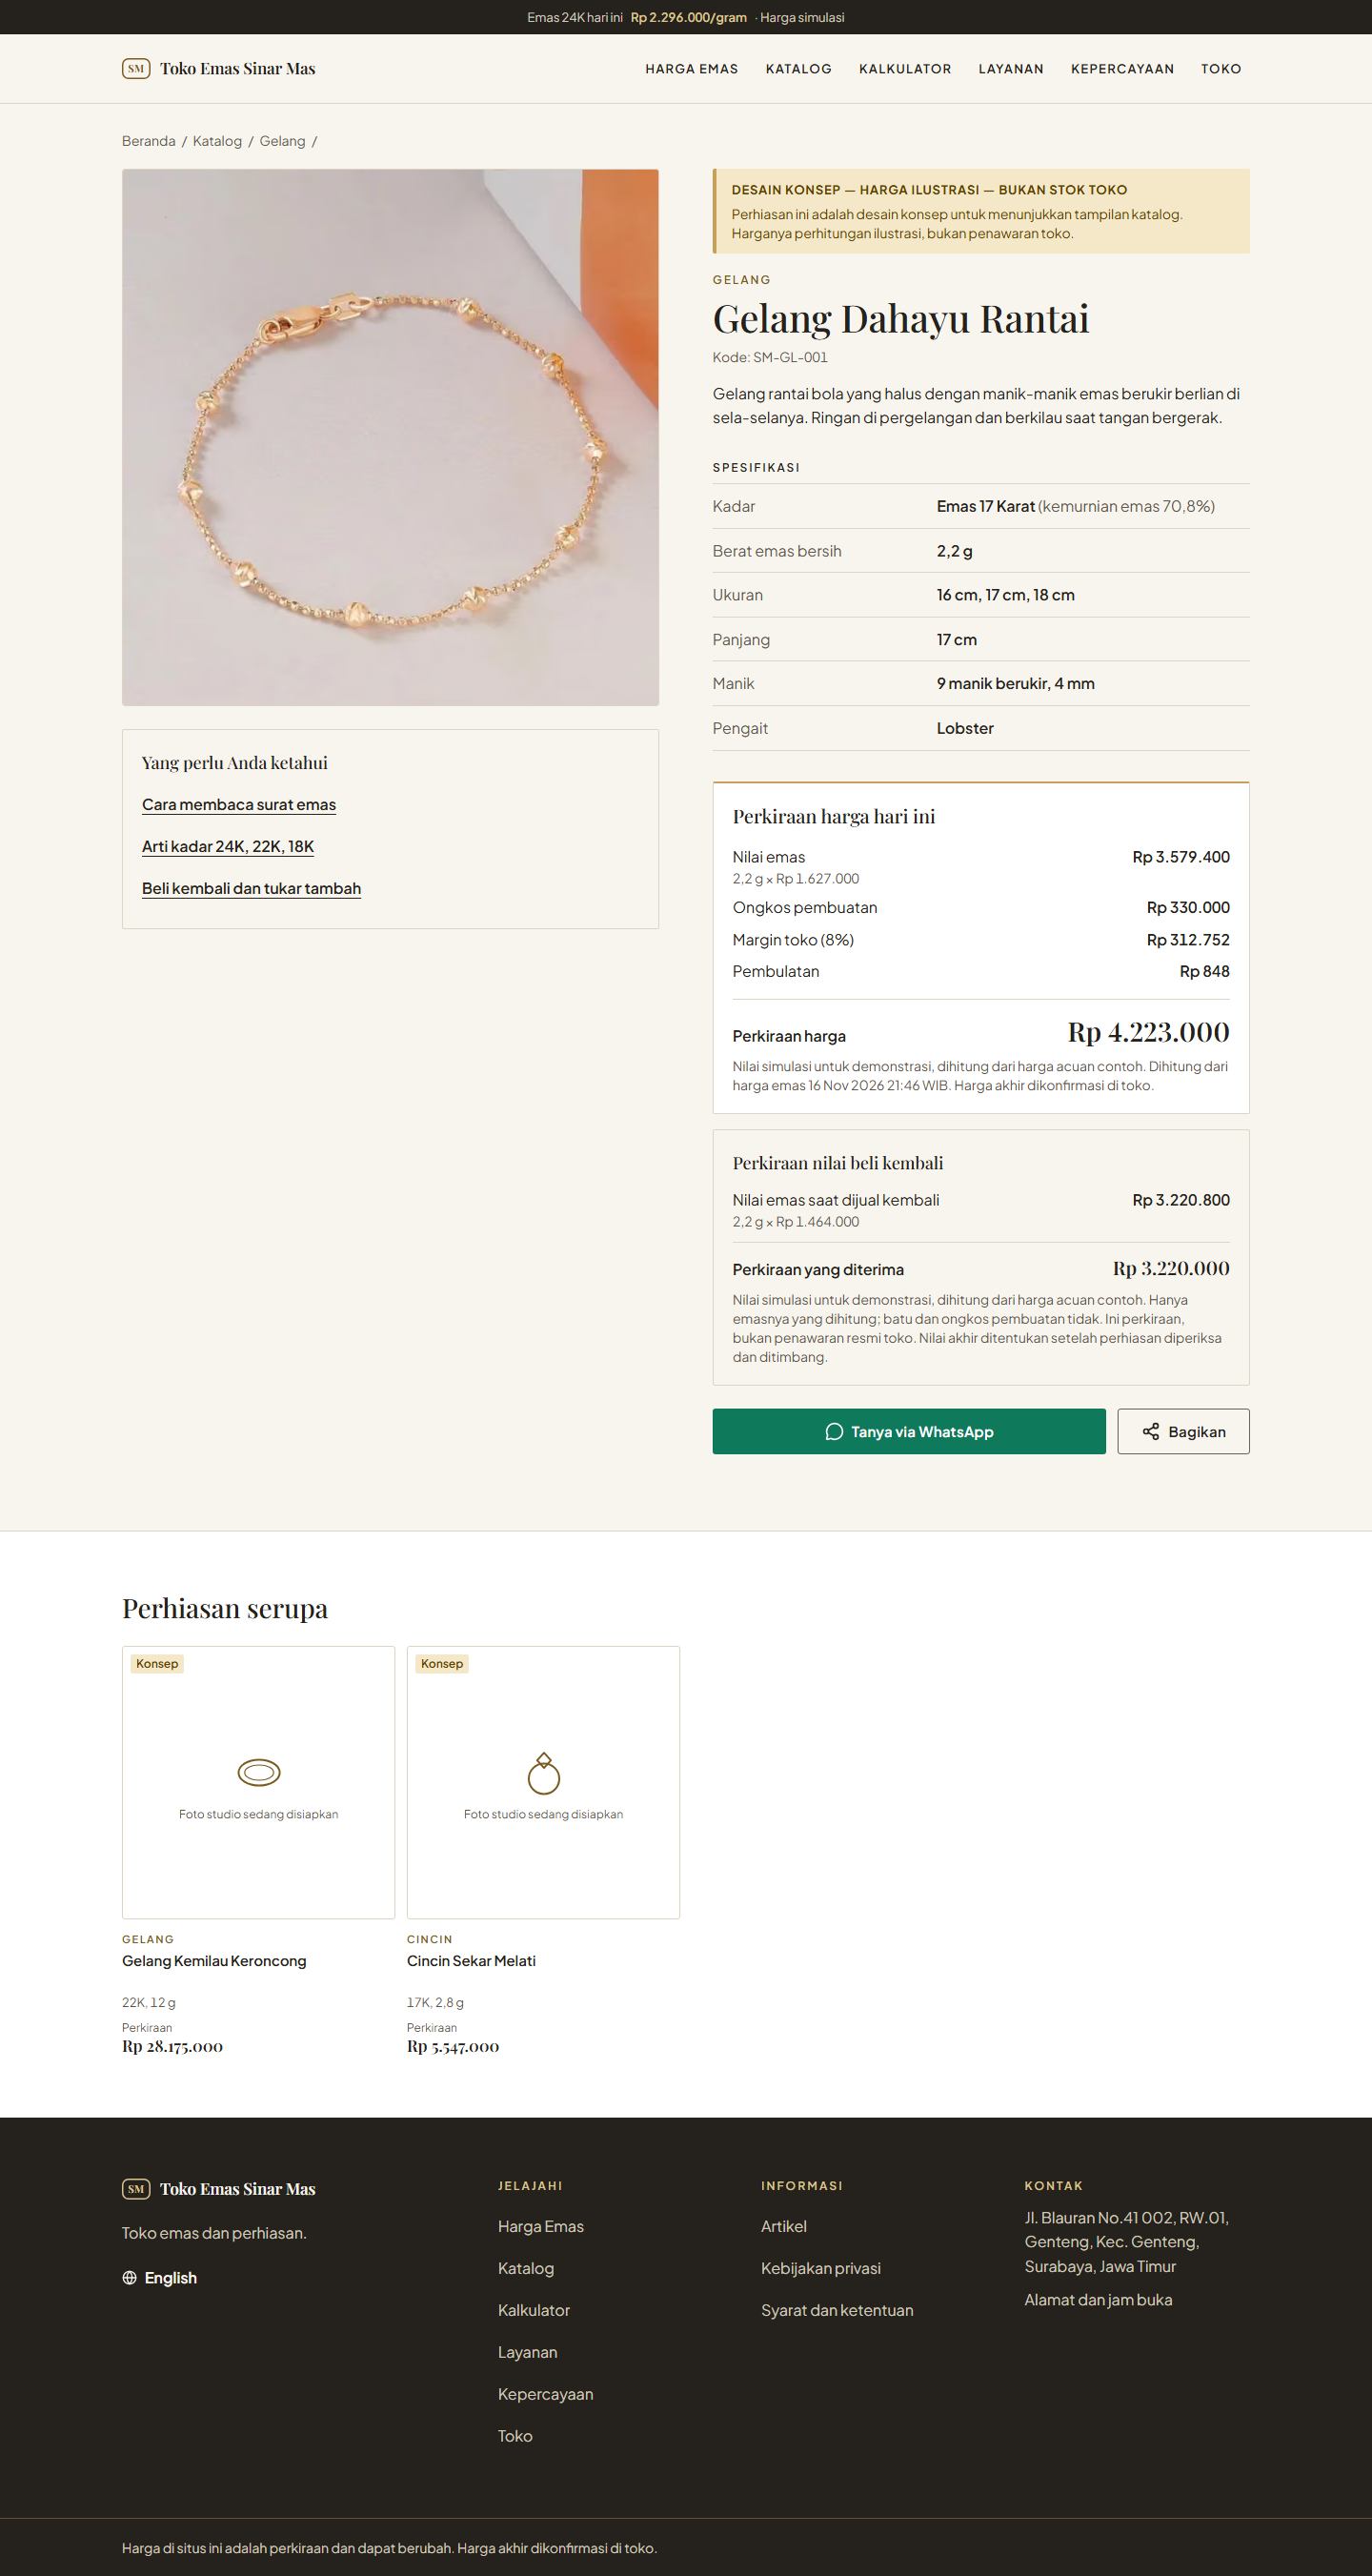 Emas 24K hari ini Rp 2.296.000/gram · Harga simulasi
SM Toko Emas Sinar Mas
HARGA EMAS KATALOG KALKULATOR LAYANAN KEPERCAYAAN TOKO
Beranda / Katalog / Gelang /
DESAIN KONSEP — HARGA ILUSTRASI — BUKAN STOK TOKO
Perhiasan ini adalah desain konsep untuk menunjukkan tampilan katalog.
Harganya perhitungan ilustrasi, bukan penawaran toko.
GELANG
Gelang Dahayu Rantai
Kode: SM-GL-001
Gelang rantai bola yang halus dengan manik-manik emas berukir berlian di
sela-selanya. Ringan di pergelangan dan berkilau saat tangan bergerak.
SPESIFIKASI
Kadar Emas 17 Karat (kemurnian emas 70,8%)
Berat emas bersih 2,2 g
Ukuran 16 cm, 17 cm, 18 cm
Panjang 17 cm
Manik 9 manik berukir, 4 mm
Pengait Lobster
Yang perlu Anda ketahui
Cara membaca surat emas
Arti kadar 24K, 22K, 18K
Beli kembali dan tukar tambah
Perkiraan harga hari ini
Nilai emas Rp 3.579.400
2,2 g × Rp 1.627.000
Ongkos pembuatan Rp 330.000
Margin toko (8%) Rp 312.752
Pembulatan Rp 848
Perkiraan harga Rp 4.223.000
Nilai simulasi untuk demonstrasi, dihitung dari harga acuan contoh. Dihitung dari
harga emas 16 Nov 2026 21:46 WIB. Harga akhir dikonfirmasi di toko.
Perkiraan nilai beli kembali
Nilai emas saat dijual kembali Rp 3.220.800
2,2 g × Rp 1.464.000
Perkiraan yang diterima Rp 3.220.000
Nilai simulasi untuk demonstrasi, dihitung dari harga acuan contoh. Hanya
emasnya yang dihitung; batu dan ongkos pembuatan tidak. Ini perkiraan,
bukan penawaran resmi toko. Nilai akhir ditentukan setelah perhiasan diperiksa
dan ditimbang.
Tanya via WhatsApp Bagikan
Perhiasan serupa
Konsep Konsep
Foto studio sedang disiapkan Foto studio sedang disiapkan
GELANG CINCIN
Gelang Kemilau Keroncong Cincin Sekar Melati
22K, 12 g 17K, 2,8 g
Perkiraan Perkiraan
Rp 28.175.000 Rp 5.547.000
SM Toko Emas Sinar Mas
Toko emas dan perhiasan.
English
JELAJAHI
Harga Emas
Katalog
Kalkulator
Layanan
Kepercayaan
Toko
INFORMASI
Artikel
Kebijakan privasi
Syarat dan ketentuan
KONTAK
Jl. Blauran No.41 002, RW.01,
Genteng, Kec. Genteng,
Surabaya, Jawa Timur
Alamat dan jam buka
Harga di situs ini adalah perkiraan dan dapat berubah. Harga akhir dikonfirmasi di toko.